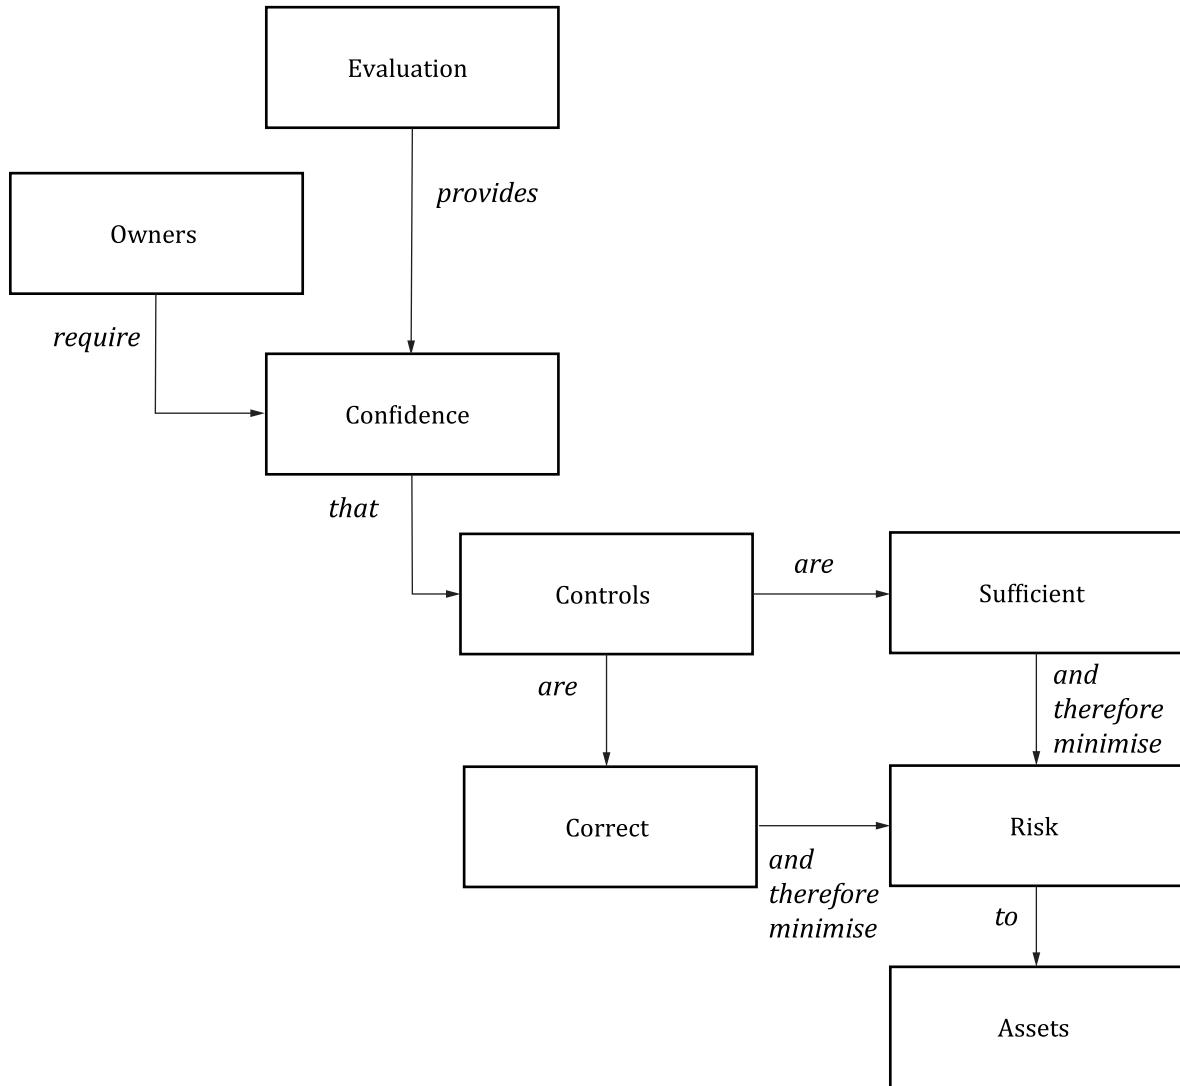 Evaluation
provides
Owners
require
Confidence
that
Controls
are
Sufficient
are
and
therefore
minimise
Correct
and
therefore
minimise
Risk
to
Assets